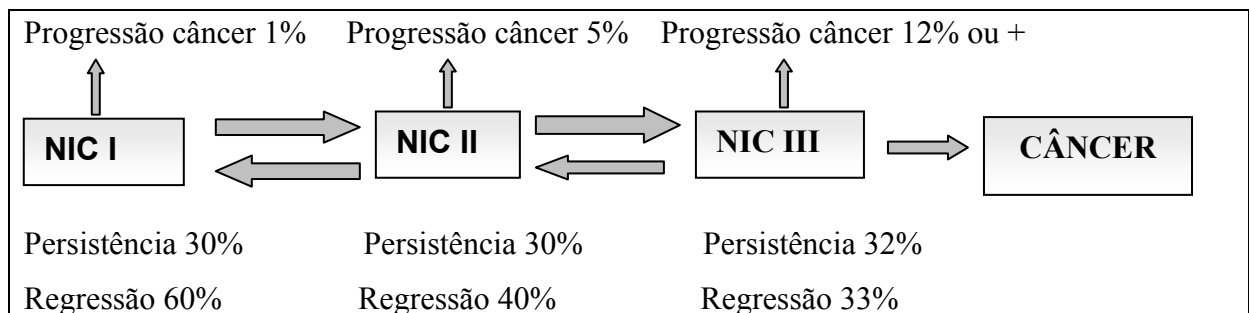 Progressão câncer 1% Progressão câncer 5% Progressão câncer 12% ou +
NIC I NIC II NIC III CÂNCER
Persistência 30% Persistência 30% Persistência 32%
Regressão 60% Regressão 40% Regressão 33%